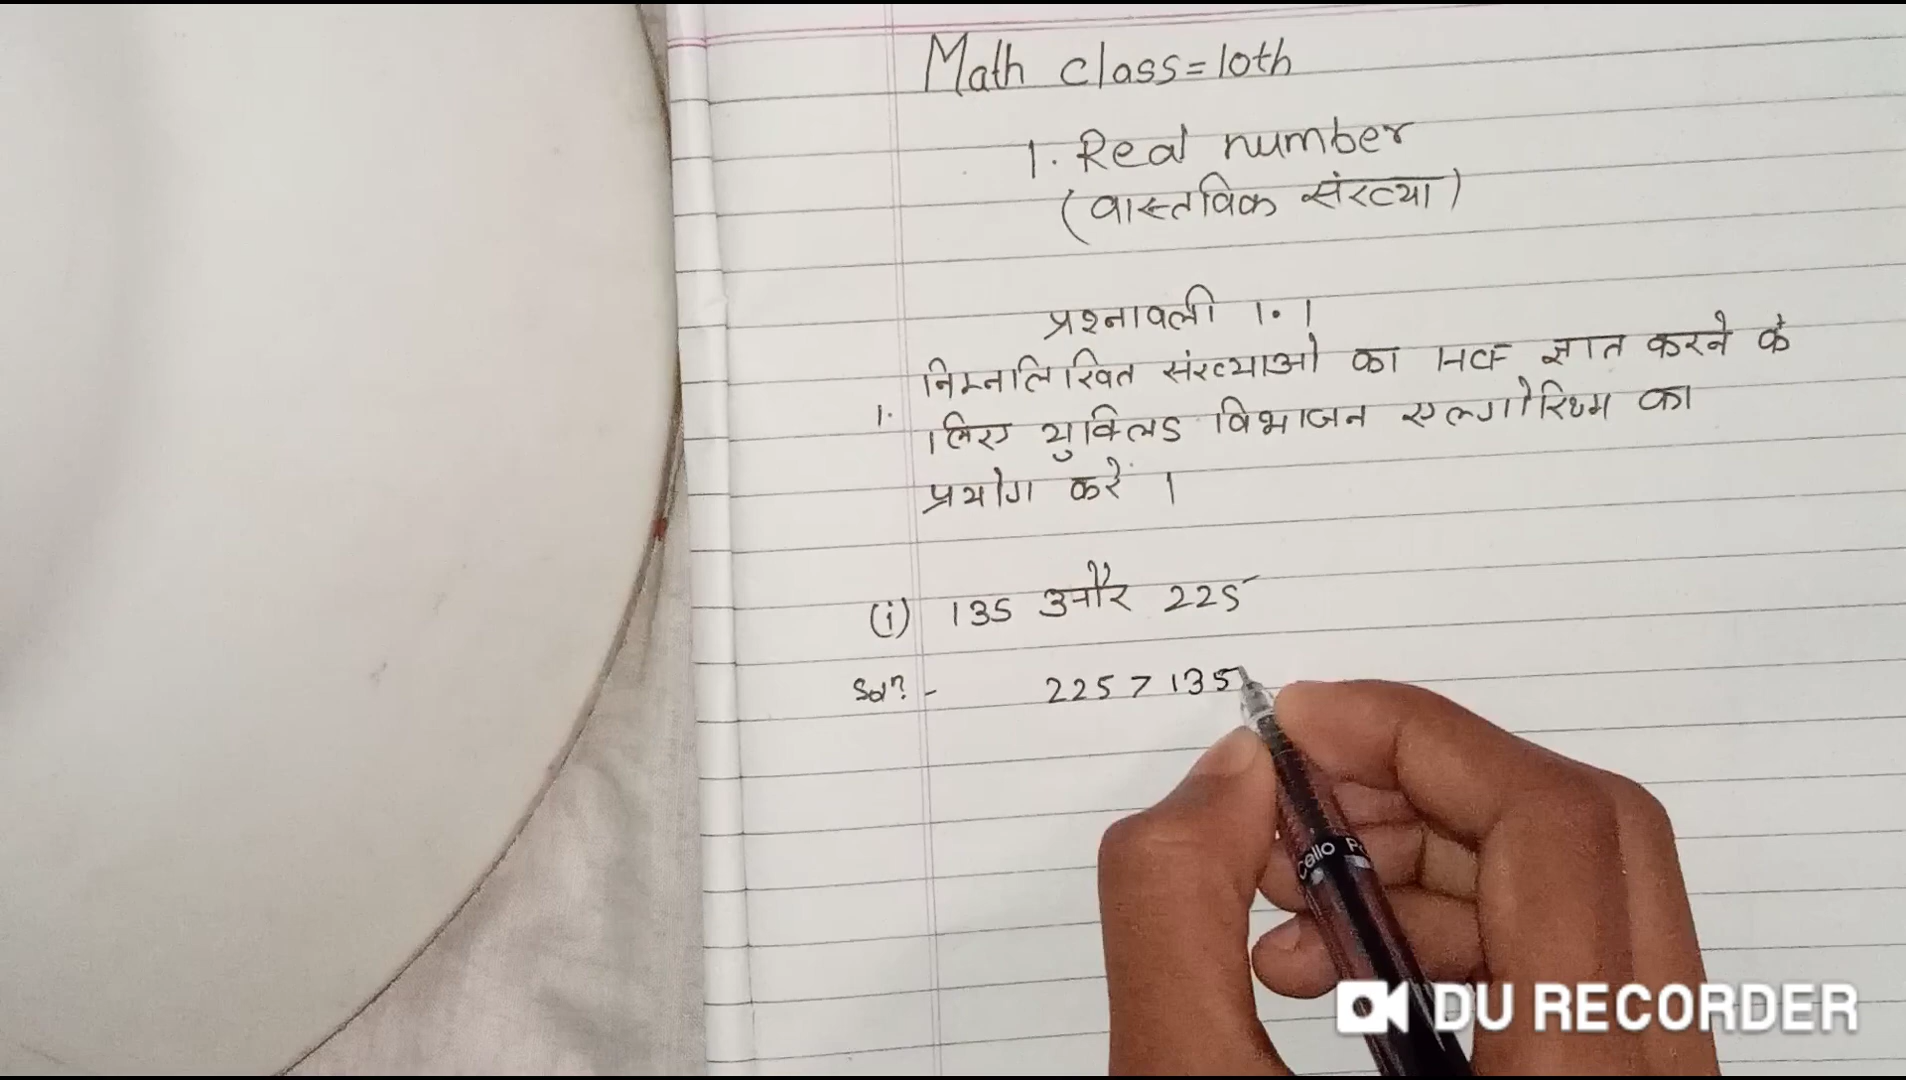 Math class=10th
1. Real number
(वास्तविक संख्या)
प्रश्नावली 1.1
1. निम्नलिखित संख्याओ का HCF ज्ञात करने के
लिए युक्लिड विभाजन एल्गोरिथ्म का
प्रयोग करें ।
(i) 135 और 225
Solⁿ - 225 > 135
Cello
DU RECORDER